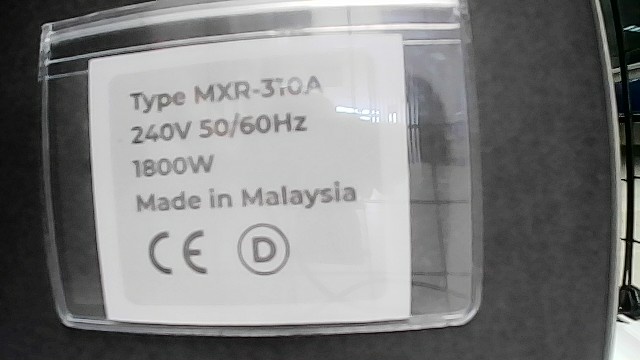 Type MXR-310A
240V 50/60Hz
1800W
Made in Malaysia
CE D